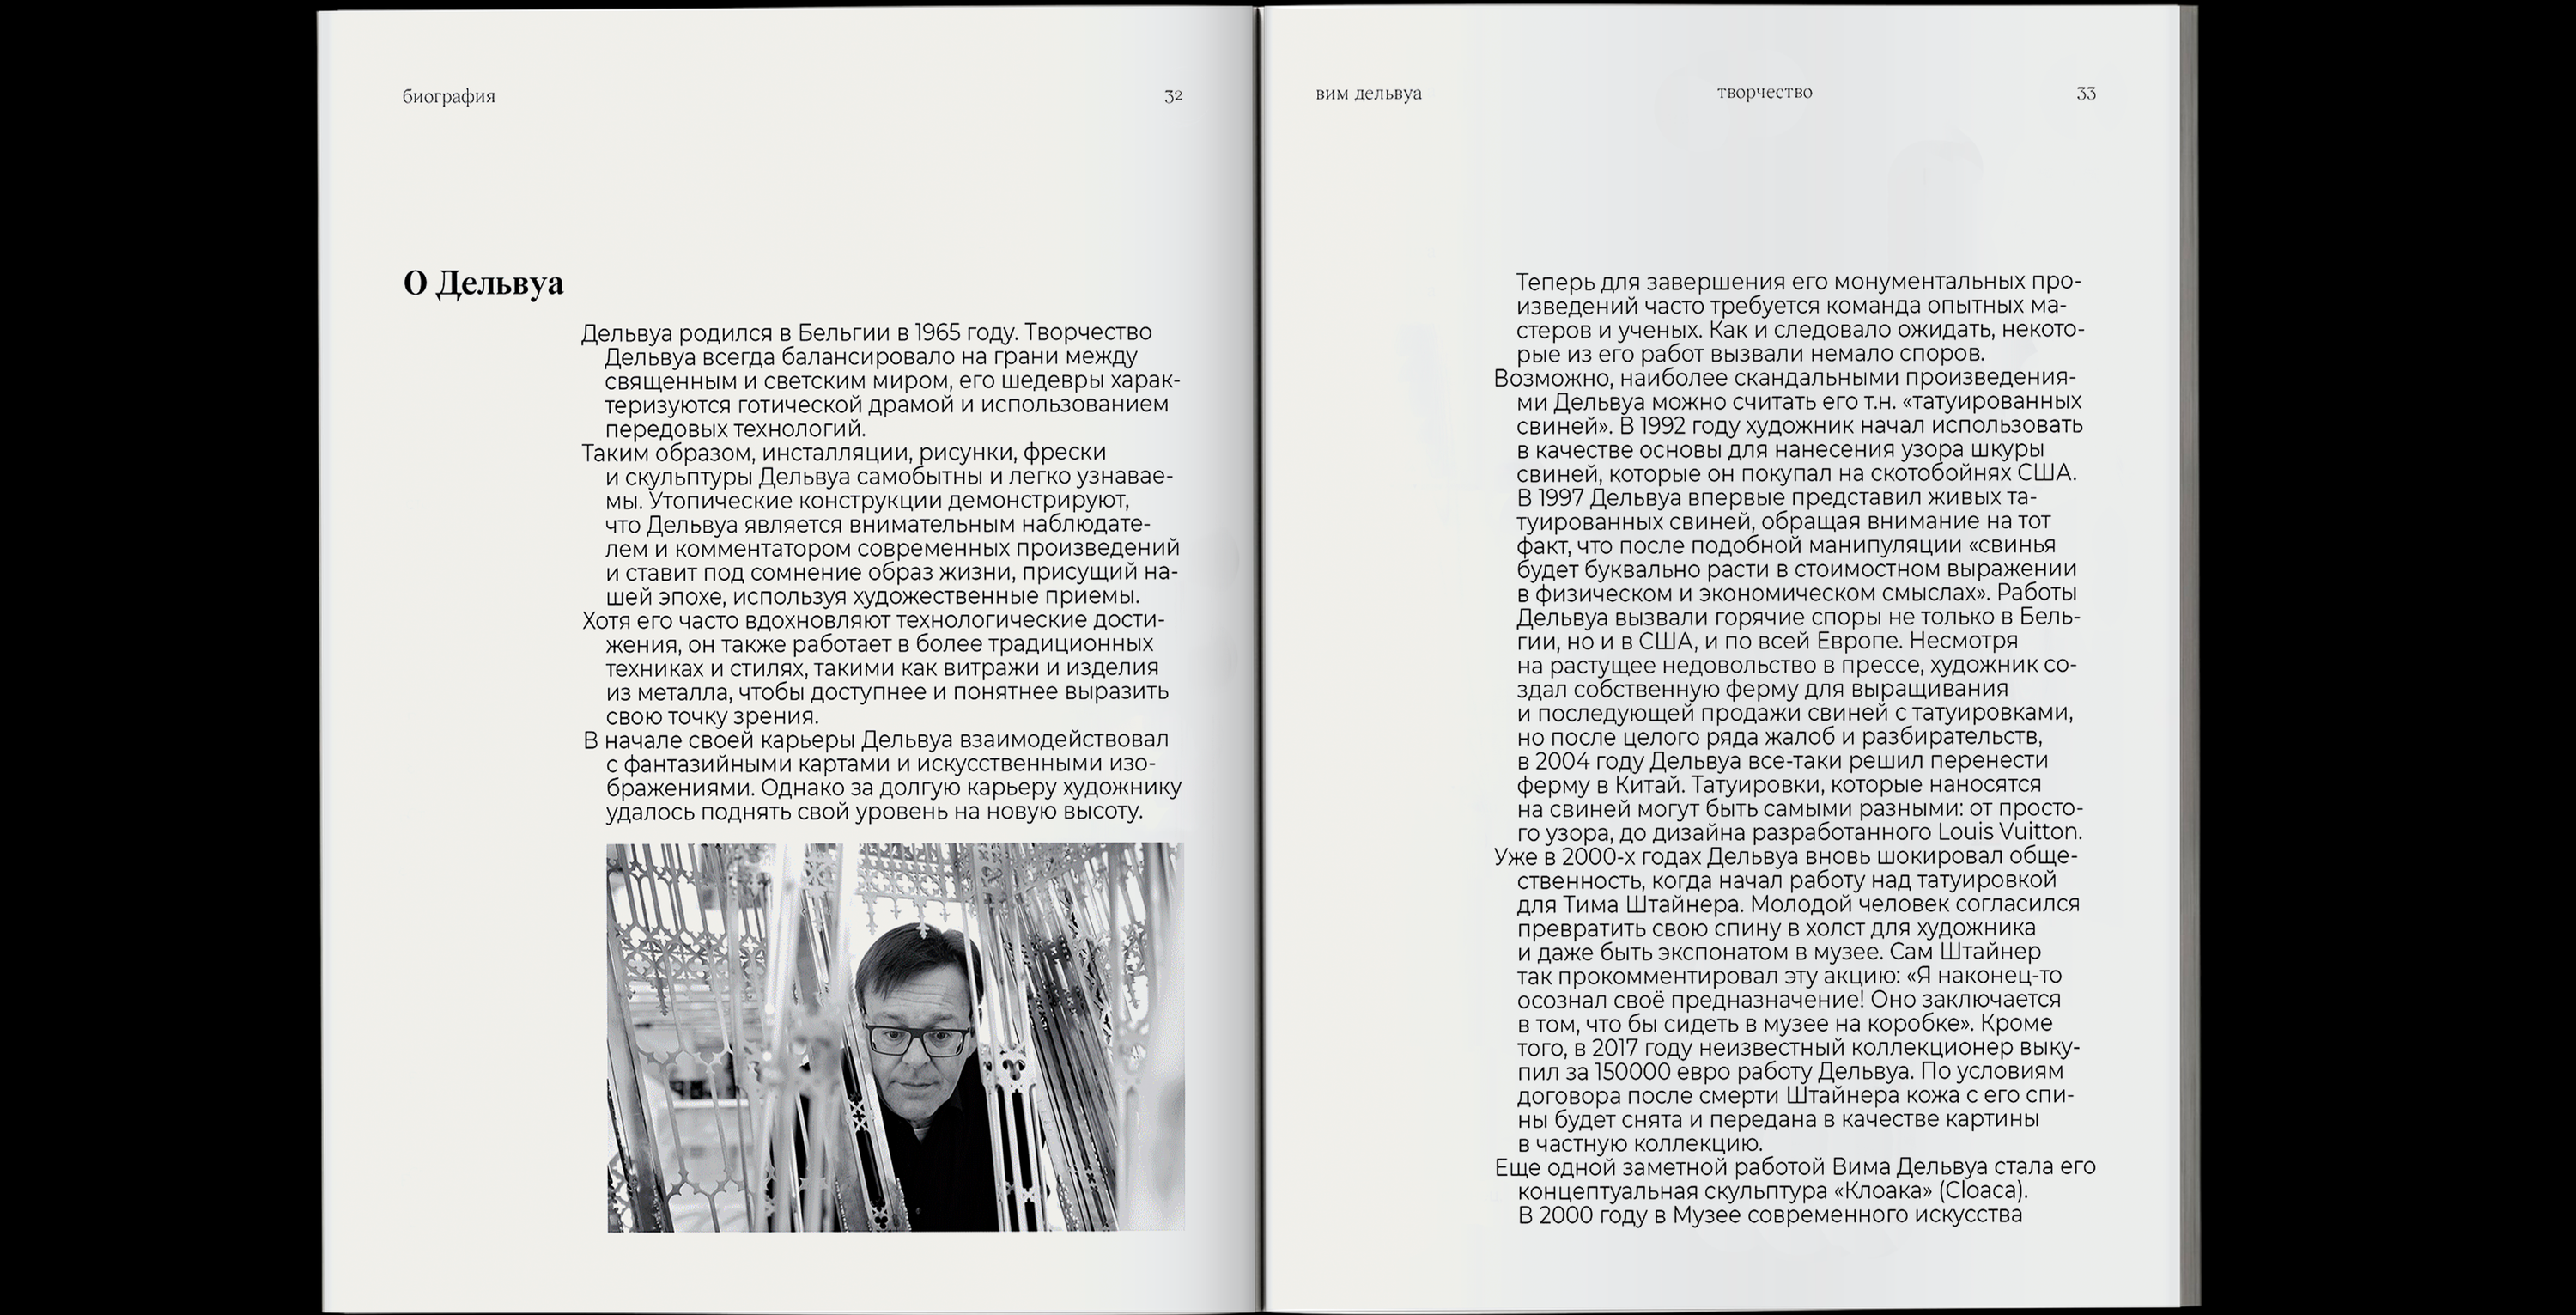 биография
32
О Дельвуа
Дельвуа родился в Бельгии в 1965 году. Творчество
Дельвуа всегда балансировало на грани между
священным и светским миром, его шедевры харак-
теризуются готической драмой и использованием
передовых технологий.
Таким образом, инсталляции, рисунки, фрески
и скульптуры Дельвуа самобытны и легко узнавае-
мы. Утопические конструкции демонстрируют,
что Дельвуа является внимательным наблюдате-
лем и комментатором современных произведений
и ставит под сомнение образ жизни, присущий на-
шей эпохе, используя художественные приемы.
Хотя его часто вдохновляют технологические дости-
жения, он также работает в более традиционных
техниках и стилях, такими как витражи и изделия
из металла, чтобы доступнее и понятнее выразить
свою точку зрения.
В начале своей карьеры Дельвуа взаимодействовал
с фантазийными картами и искусственными изо-
бражениями. Однако за долгую карьеру художнику
удалось поднять свой уровень на новую высоту.
вим дельвуа
творчество
33
Теперь для завершения его монументальных про-
изведений часто требуется команда опытных ма-
стеров и ученых. Как и следовало ожидать, некото-
рые из его работ вызвали немало споров.
Возможно, наиболее скандальными произведения-
ми Дельвуа можно считать его т.н. «татуированных
свиней». В 1992 году художник начал использовать
в качестве основы для нанесения узора шкуры
свиней, которые он покупал на скотобойнях США.
В 1997 Дельвуа впервые представил живых та-
туированных свиней, обращая внимание на тот
факт, что после подобной манипуляции «свинья
будет буквально расти в стоимостном выражении
в физическом и экономическом смыслах». Работы
Дельвуа вызвали горячие споры не только в Бель-
гии, но и в США, и по всей Европе. Несмотря
на растущее недовольство в прессе, художник со-
здал собственную ферму для выращивания
и последующей продажи свиней с татуировками,
но после целого ряда жалоб и разбирательств,
в 2004 году Дельвуа все-таки решил перенести
ферму в Китай. Татуировки, которые наносятся
на свиней могут быть самыми разными: от просто-
го узора, до дизайна разработанного Louis Vuitton.
Уже в 2000-х годах Дельвуа вновь шокировал обще-
ственность, когда начал работу над татуировкой
для Тима Штайнера. Молодой человек согласился
превратить свою спину в холст для художника
и даже быть экспонатом в музее. Сам Штайнер
так прокомментировал эту акцию: «Я наконец-то
осознал своё предназначение! Оно заключается
в том, что бы сидеть в музее на коробке». Кроме
того, в 2017 году неизвестный коллекционер выку-
пил за 150000 евро работу Дельвуа. По условиям
договора после смерти Штайнера кожа с его спи-
ны будет снята и передана в качестве картины
в частную коллекцию.
Еще одной заметной работой Вима Дельвуа стала его
концептуальная скульптура «Клоака» (Cloaca).
В 2000 году в Музее современного искусства